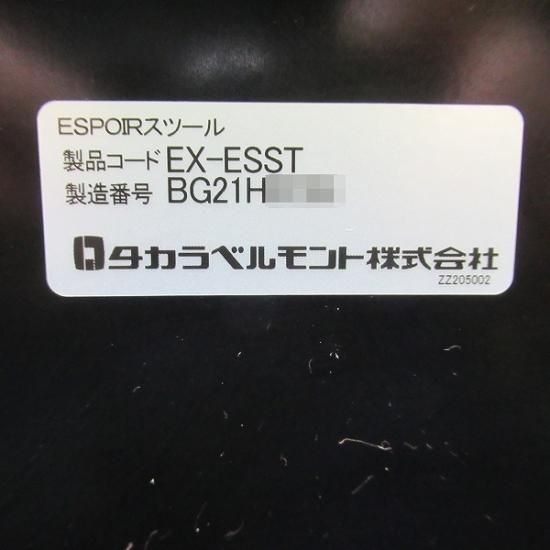 ESPOIRスツール
製品コード EX-ESST
製造番号 BG21H
タカラベルモント株式会社
ZZ205002